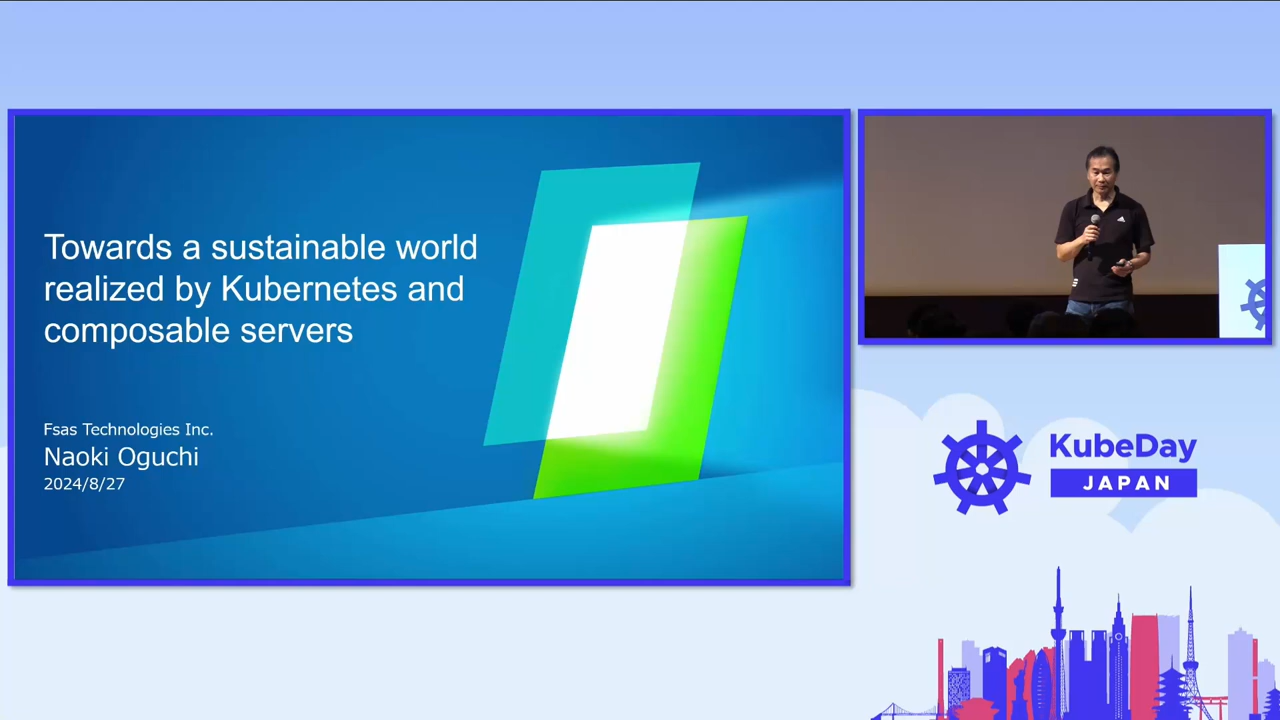 Towards a sustainable world
realized by Kubernetes and
composable servers
Fsas Technologies Inc.
Naoki Oguchi
2024/8/27
KubeDay
JAPAN